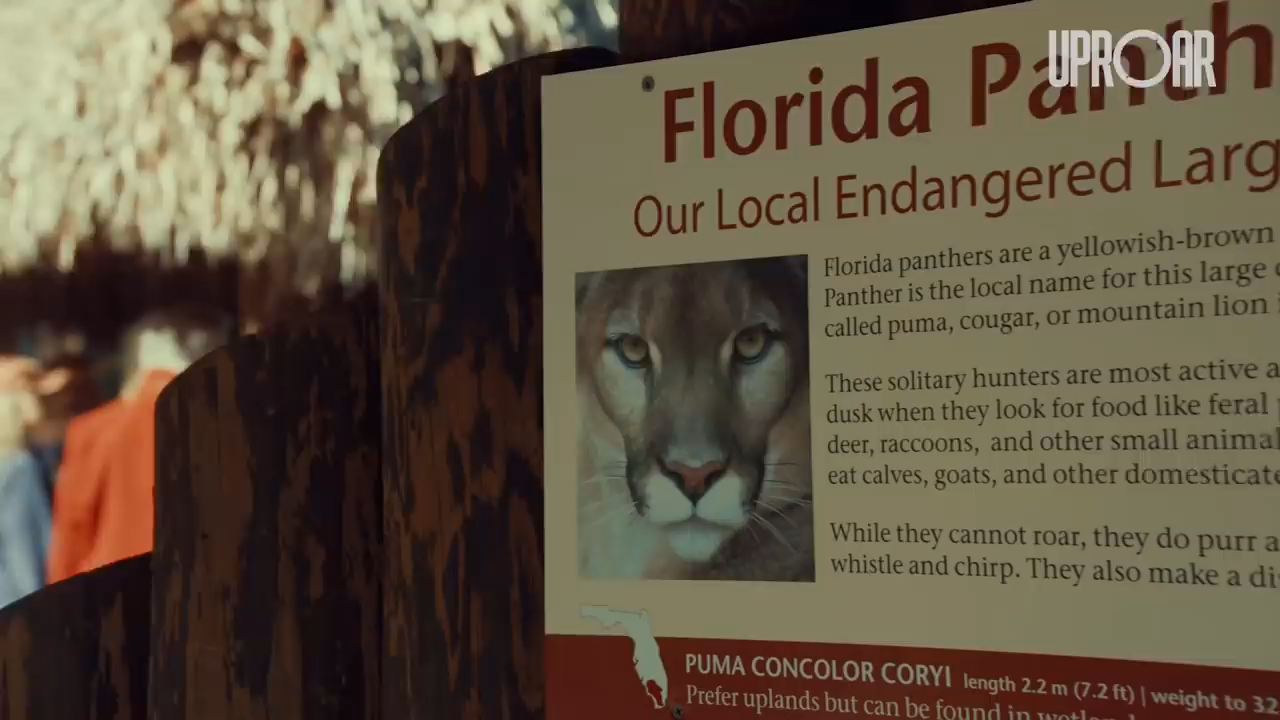 UPROAR
Florida Panth
Our Local Endangered Larg
Florida panthers are a yellowish-brown
Panther is the local name for this large
called puma, cougar, or mountain lion
These solitary hunters are most active a
dusk when they look for food like feral
deer, raccoons, and other small animal
eat calves, goats, and other domesticate
While they cannot roar, they do purr a
whistle and chirp. They also make a di
PUMA CONCOLOR CORYI length 2.2 m (7.2 ft) | weight to 32
Prefer uplands but can be found in